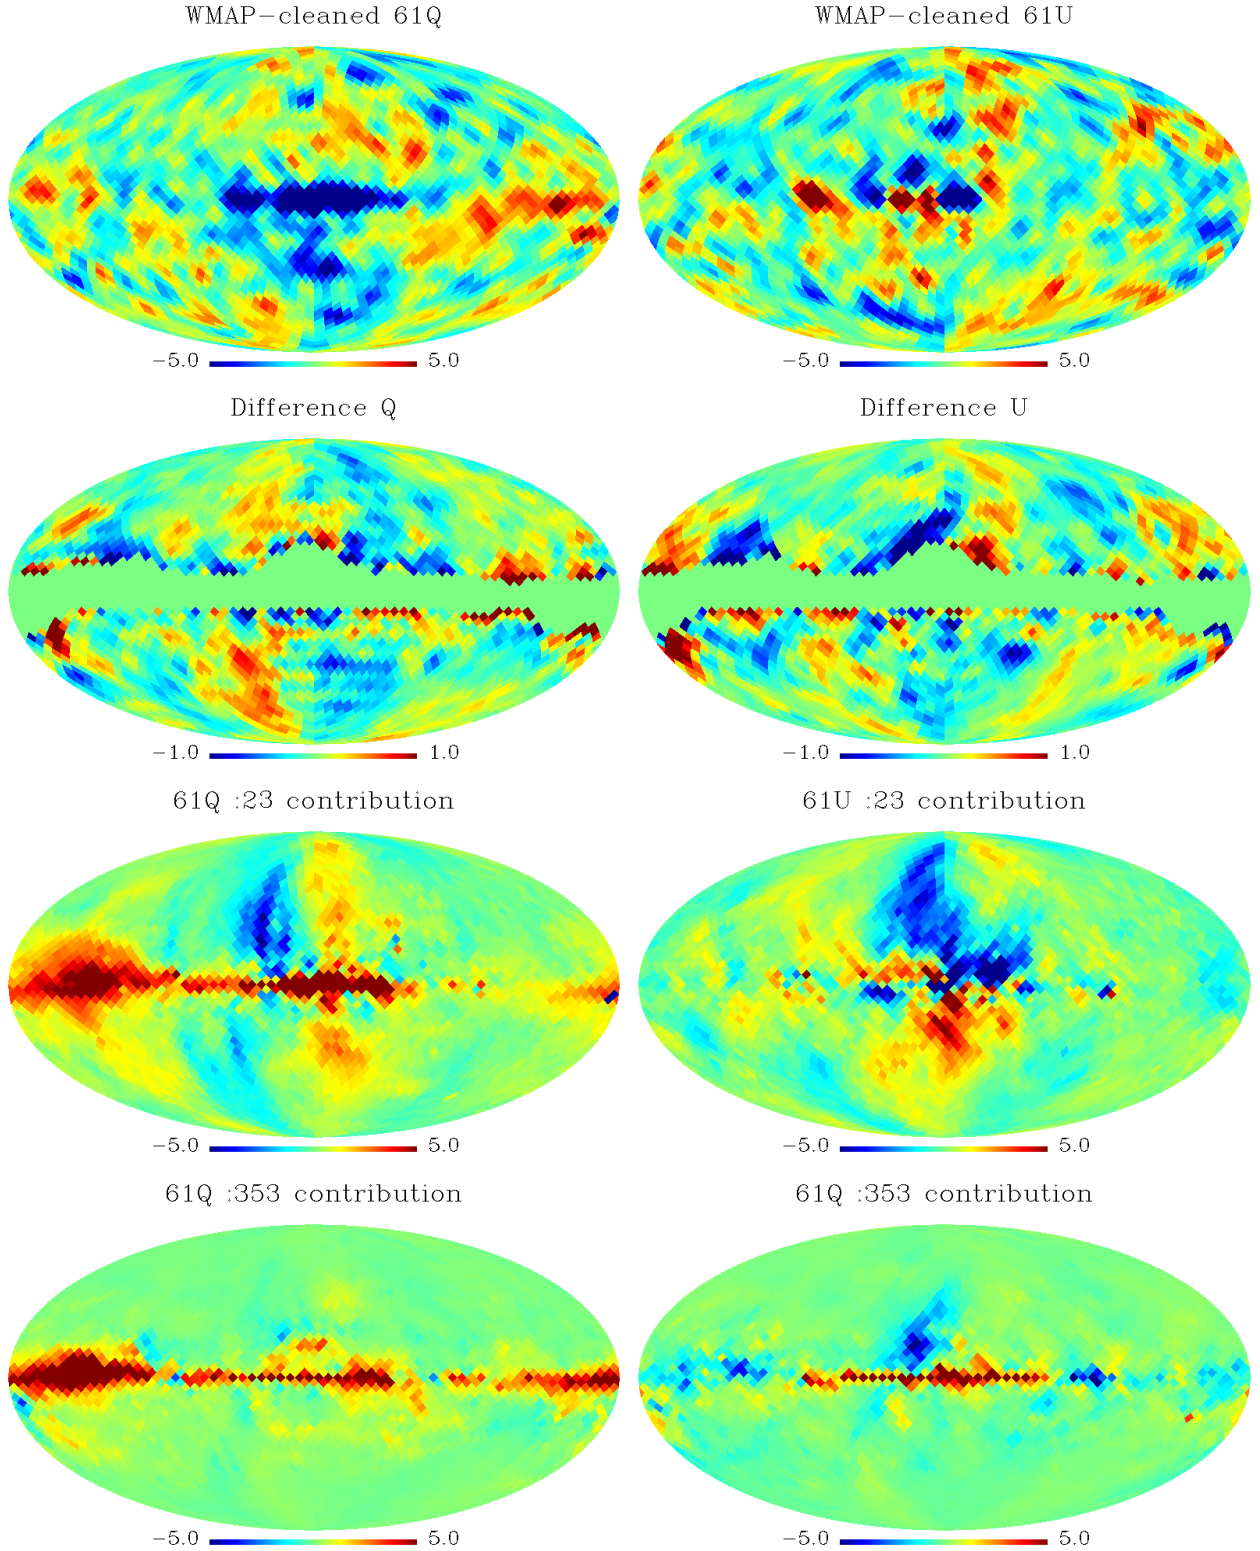 WMAP−cleaned 61Q
WMAP−cleaned 61U
−5.0 5.0
−5.0 5.0
Difference Q
Difference U
−1.0 1.0
−1.0 1.0
61Q :23 contribution
61U :23 contribution
−5.0 5.0
−5.0 5.0
61Q :353 contribution
61Q :353 contribution
−5.0 5.0
−5.0 5.0